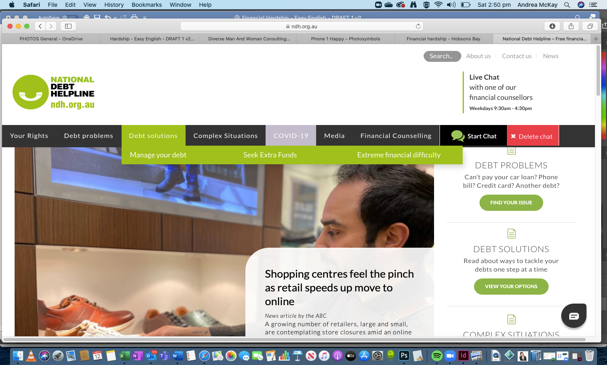 Safari File Edit View History Bookmarks Window Help Sat 2:50 pm Andrea McKay
ndh.org.au
PHOTOS General - OneDrive Hardship - Easy English - DRAFT 1 v3... Diverse Man And Woman Consulting... Phone 1 Happy – Photosymbols Financial hardship - Hobsons Bay National Debt Helpline – Free financia...
Search... About us Contact us News
NATIONAL
DEBT
HELPLINE
ndh.org.au
Live Chat
with one of our
financial counsellors
Weekdays 9:30am - 4:30pm
Your Rights Debt problems Debt solutions Complex Situations COVID-19 Media Financial Counselling Start Chat Delete chat
Manage your debt Seek Extra Funds Extreme financial difficulty
DEBT PROBLEMS
Can't pay your car loan? Phone
bill? Credit card? Another debt?
FIND YOUR ISSUE
DEBT SOLUTIONS
Read about ways to tackle your
debts one step at a time
VIEW YOUR OPTIONS
COMPLEX SITUATIONS
Shopping centres feel the pinch
as retail speeds up move to
online
News article by the ABC
A growing number of retailers, large and small,
are contemplating store closures amid an online